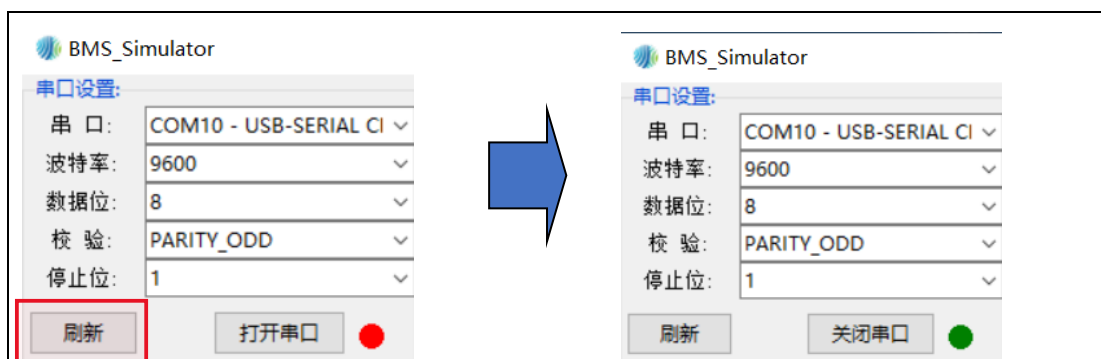 BMS_Simulator
串口设置:
串 口: COM10 - USB-SERIAL CI
波特率: 9600
数据位: 8
校 验: PARITY_ODD
停止位: 1
刷新 打开串口
BMS_Simulator
串口设置:
串 口: COM10 - USB-SERIAL CI
波特率: 9600
数据位: 8
校 验: PARITY_ODD
停止位: 1
刷新 关闭串口